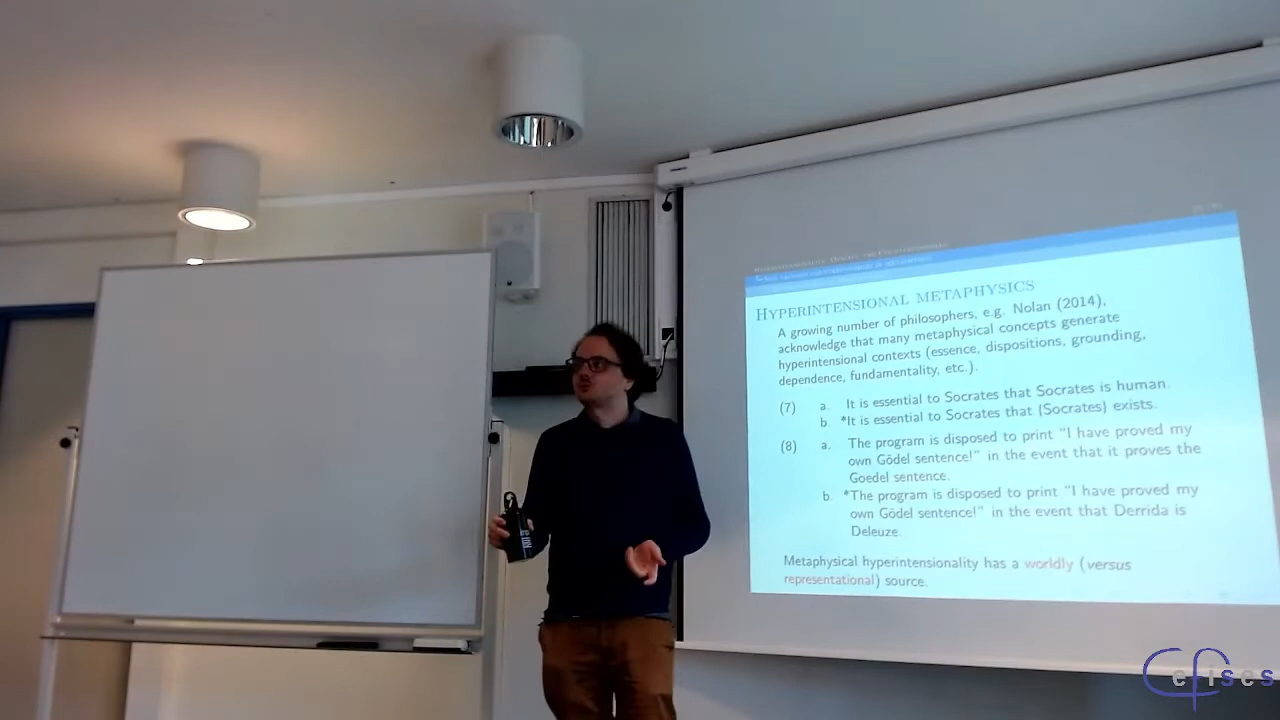 HYPERINTENSIONAL METAPHYSICS
A growing number of philosophers, e.g. Nolan (2014),
acknowledge that many metaphysical concepts generate
hyperintensional contexts (essence, dispositions, grounding,
dependence, fundamentality, etc.).
(7) a. It is essential to Socrates that Socrates is human.
b. *It is essential to Socrates that {Socrates} exists.
(8) a. The program is disposed to print "I have proved my
own Gödel sentence!" in the event that it proves the
Goedel sentence.
b. *The program is disposed to print "I have proved my
own Gödel sentence!" in the event that Derrida is
Deleuze.
Metaphysical hyperintensionality has a worldly (versus
representational) source.
Cefises